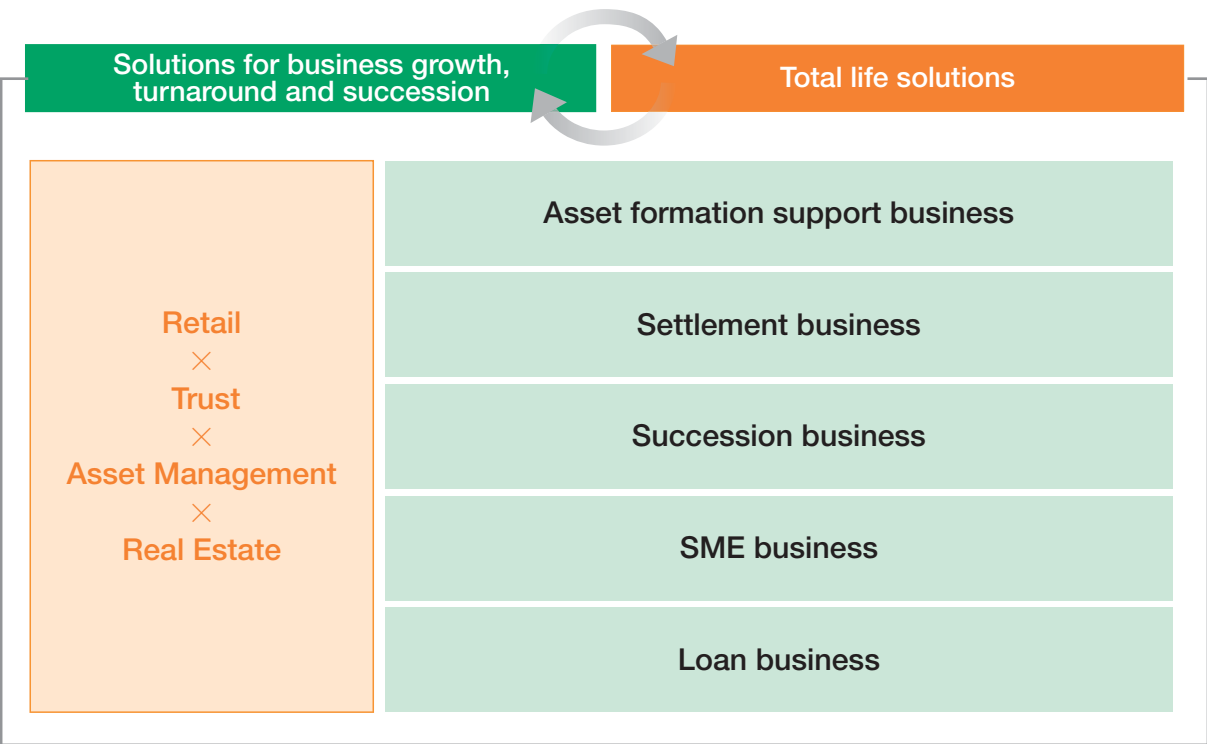 Solutions for business growth,
turnaround and succession
Total life solutions
Retail
×
Trust
×
Asset Management
×
Real Estate
Asset formation support business
Settlement business
Succession business
SME business
Loan business